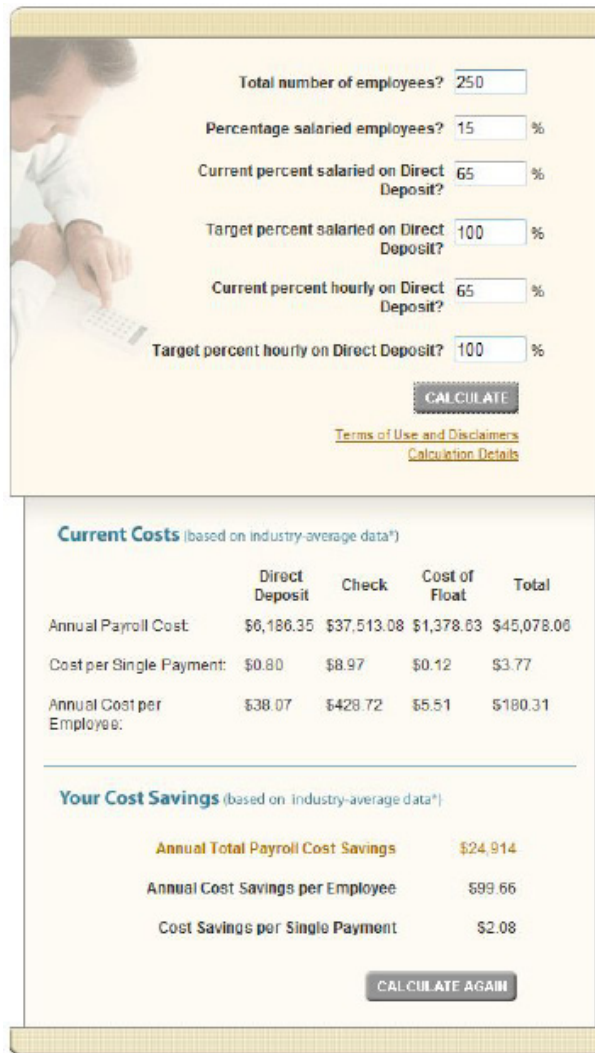 Total number of employees? 250
Percentage salaried employees? 15 %
Current percent salaried on Direct 65 %
Deposit?
Target percent salaried on Direct 100 %
Deposit?
Current percent hourly on Direct 65 %
Deposit?
Target percent hourly on Direct Deposit? 100 %
CALCULATE
Terms of Use and Disclaimers
Calculation Details
Current Costs (based on industry-average data*)
Direct Deposit Check Cost of Float Total
Annual Payroll Cost: $6,186.35 $37,513.08 $1,378.63 $45,078.06
Cost per Single Payment: $0.80 $8.97 $0.12 $3.77
Annual Cost per $38.07 $428.72 $5.51 $180.31
Employee:
Your Cost Savings (based on industry-average data*)
Annual Total Payroll Cost Savings $24,914
Annual Cost Savings per Employee $99.66
Cost Savings per Single Payment $2.08
CALCULATE AGAIN